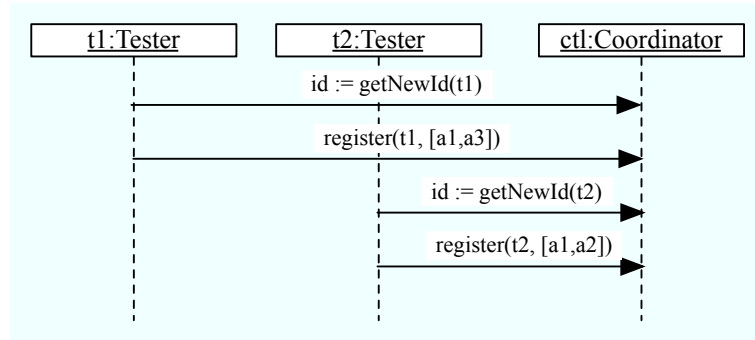 t1:Tester t2:Tester ctl:Coordinator
id := getNewId(t1)
register(t1, [a1,a3])
id := getNewId(t2)
register(t2, [a1,a2])